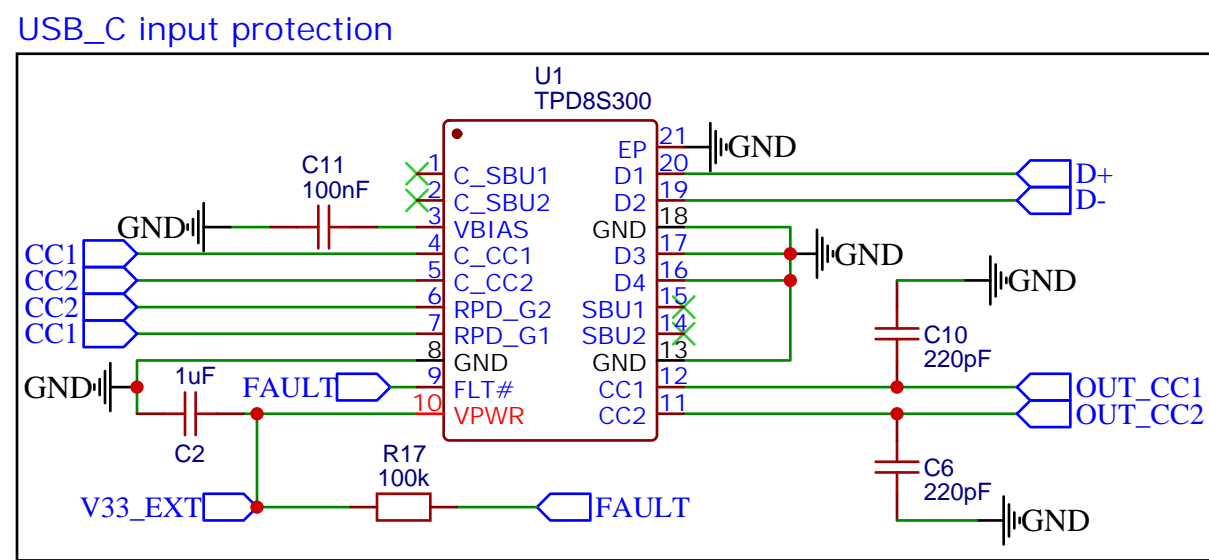 USB_C input protection
U1
TPD8S300
C11
100nF
GND
1 C_SBU1
2 C_SBU2
3 VBIAS
CC1 4 C_CC1
CC2 5 C_CC2
CC2 6 RPD_G2
CC1 7 RPD_G1
8 GND
GND
1uF
C2
FAULT 9 FLT#
10 VPWR
V33_EXT
R17
100k
FAULT
EP 21 GND
D1 20 D+
D2 19 D-
GND 18
D3 17
GND
D4 16
SBU1 15
SBU2 14
GND 13
CC1 12 OUT_CC1
CC2 11 OUT_CC2
GND
C10
220pF
C6
220pF
GND